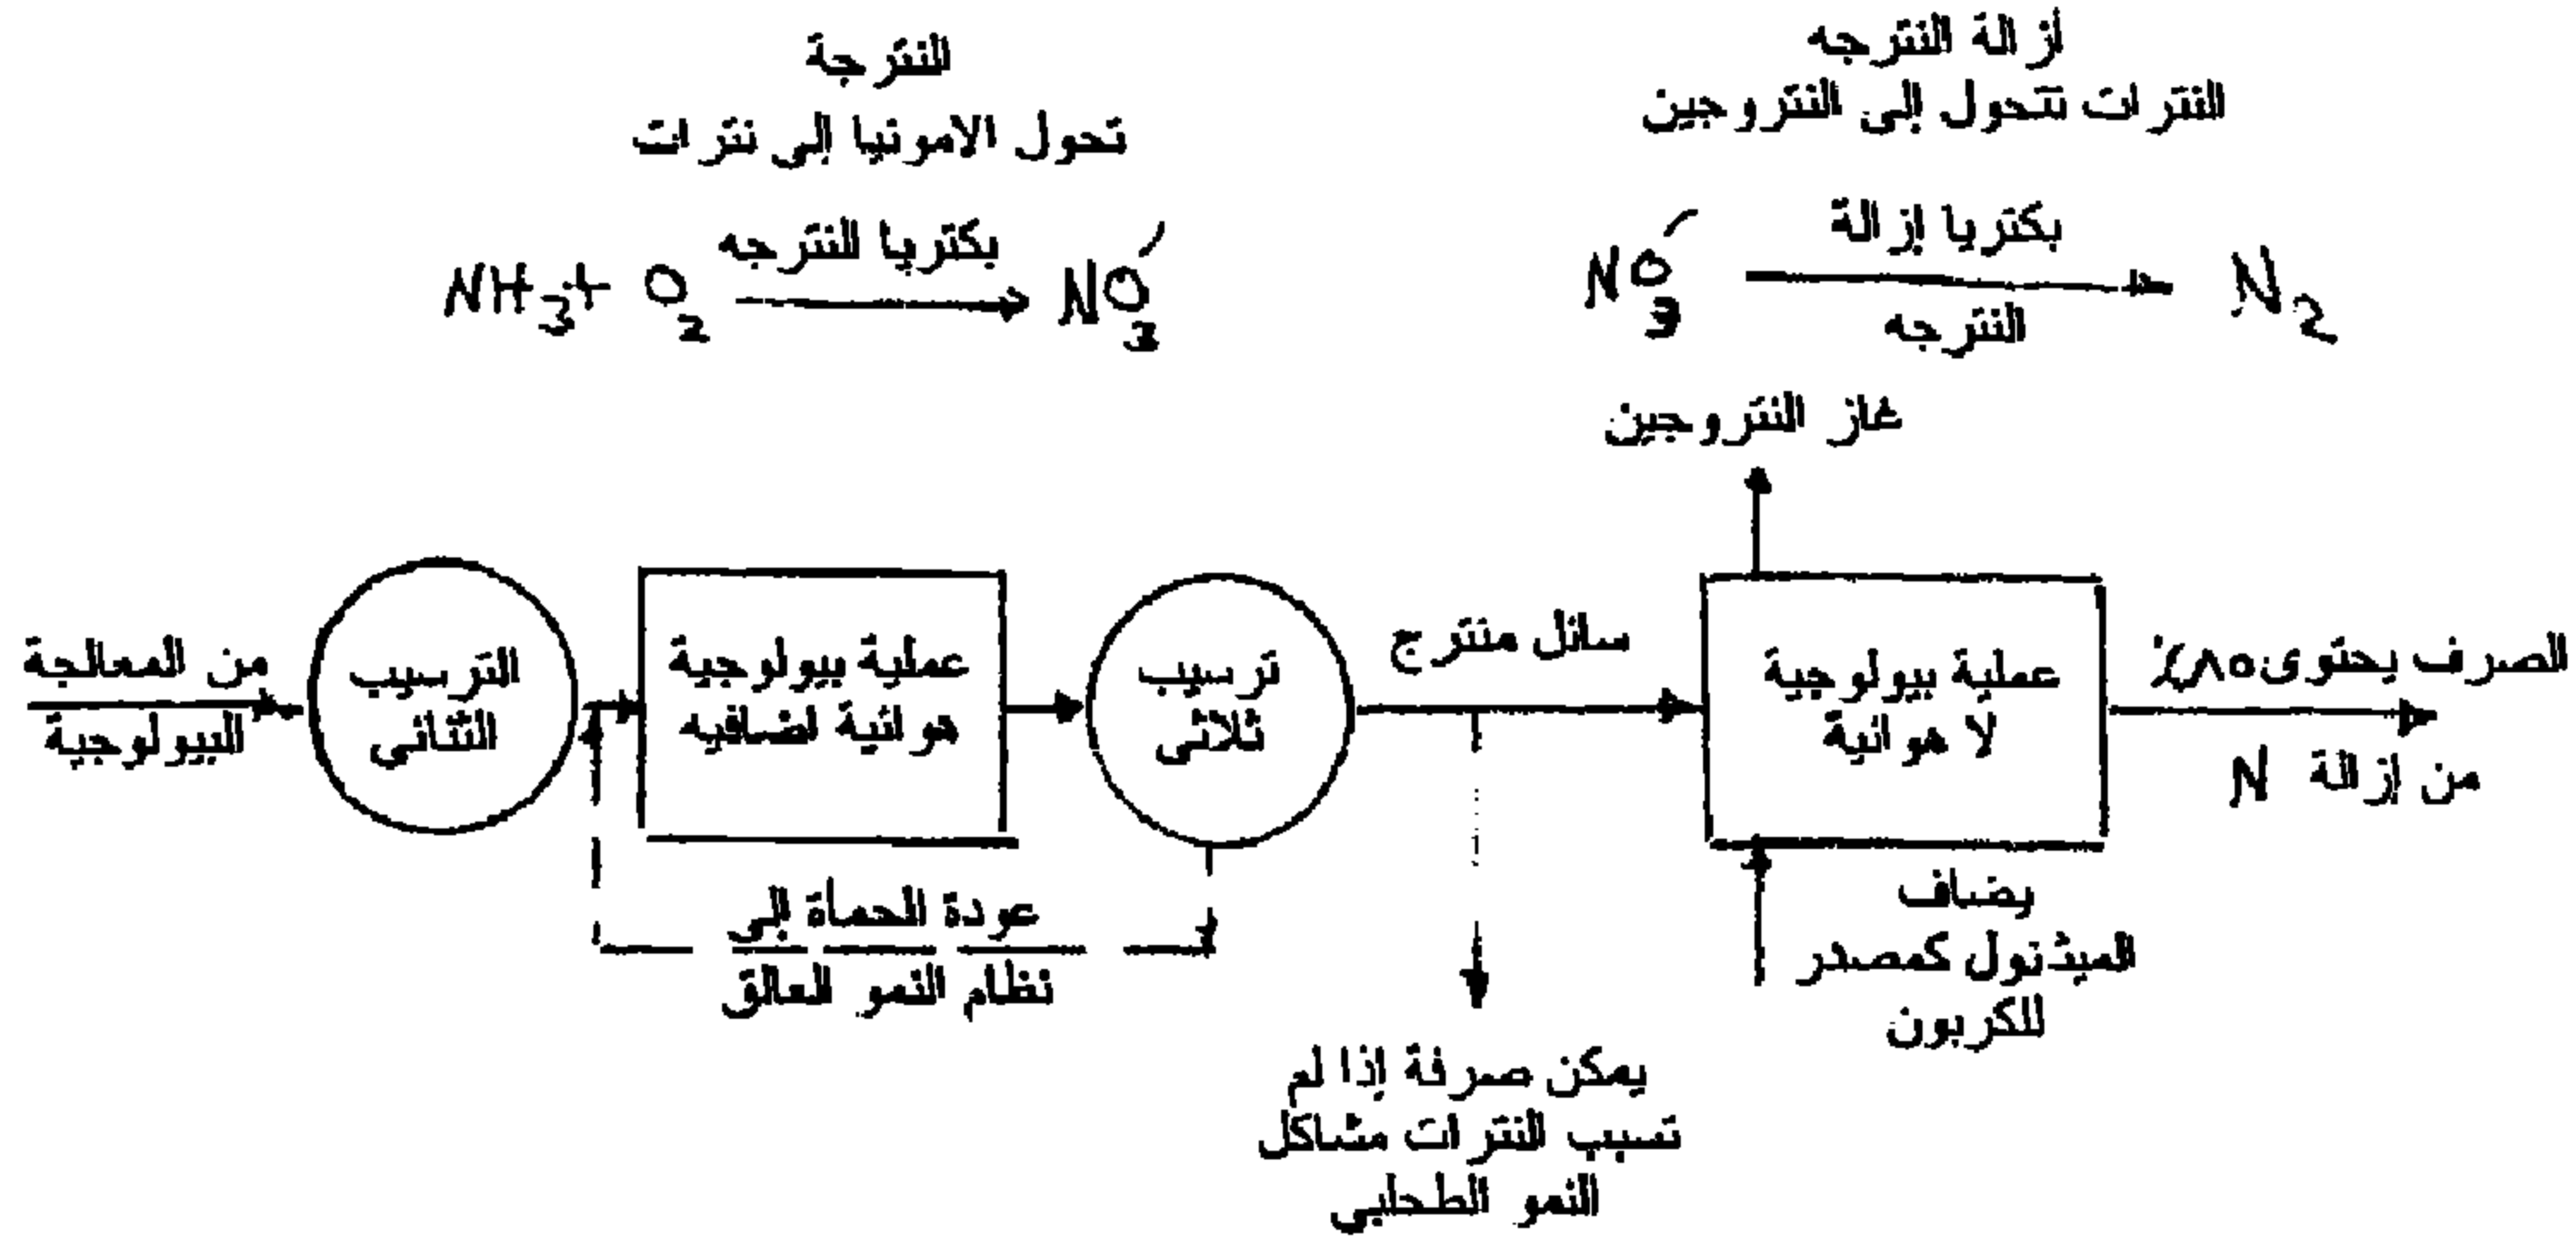 النترجة
تحول الامونيا إلى نترات
بكتريا النترجه
NH₃ + O₂ → NO₃⁻
أزالة النترجه
النترات تتحول إلى النتروجين
بكتريا إزالة
NO₃⁻ → N₂
النترجه
غاز النتروجين
من المعالجة
البيولوجية
الترسيب
الثنائى
عملية بيولوجية
هوائية اضافيه
ترسيب
ثلاثى
سائل منترج
عملية بيولوجية
لا هوائية
الصرف يحتوى ٨٥٪
من إزالة N
عودة الحمأة إلى
نظام النمو العالق
يضاف
الميثنول كمصدر
للكربون
يمكن صرفة إذا لم
تسبب النترات مشاكل
النمو الطحلبي